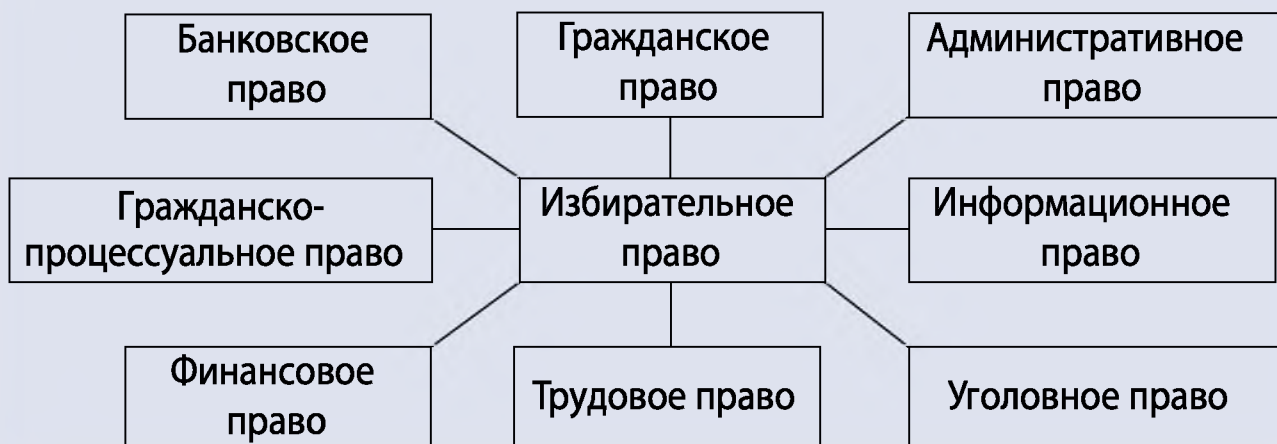 Банковское
право
Гражданское
право
Административное
право
Гражданско-
процессуальное право
Избирательное
право
Информационное
право
Финансовое
право
Трудовое право
Уголовное право